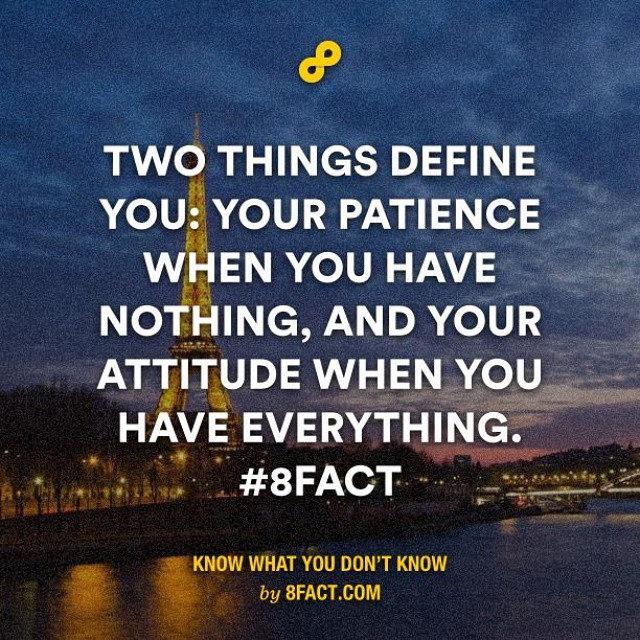 TWO THINGS DEFINE
YOU: YOUR PATIENCE
WHEN YOU HAVE
NOTHING, AND YOUR
ATTITUDE WHEN YOU
HAVE EVERYTHING.
#8FACT
KNOW WHAT YOU DON'T KNOW
by 8FACT.COM